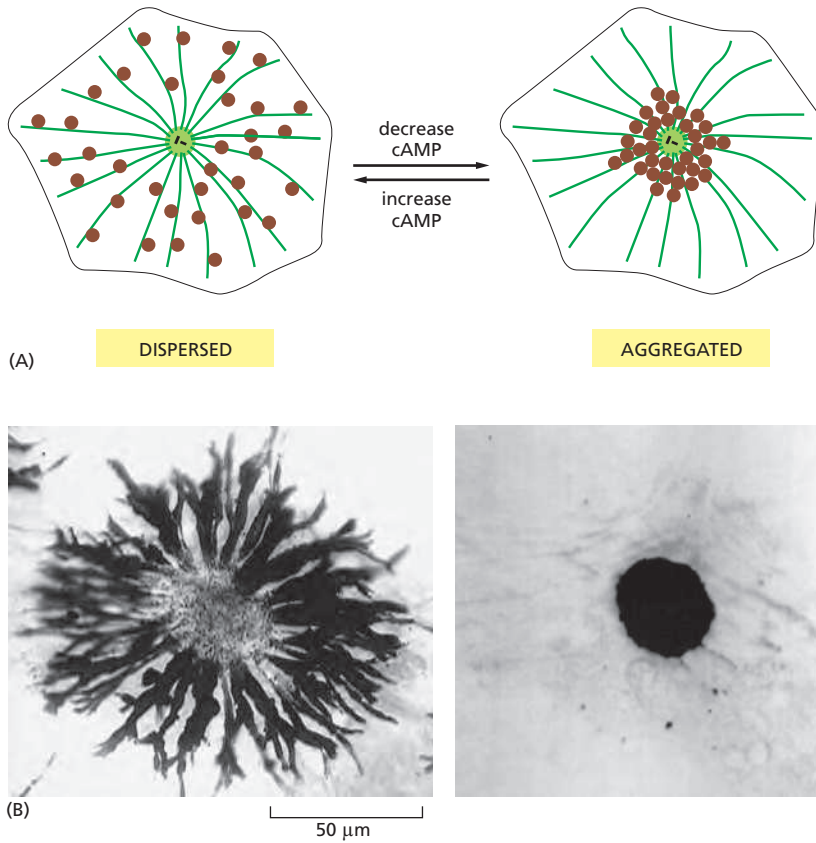 decrease
cAMP
increase
cAMP
(A)
DISPERSED
AGGREGATED
(B)
50 μm